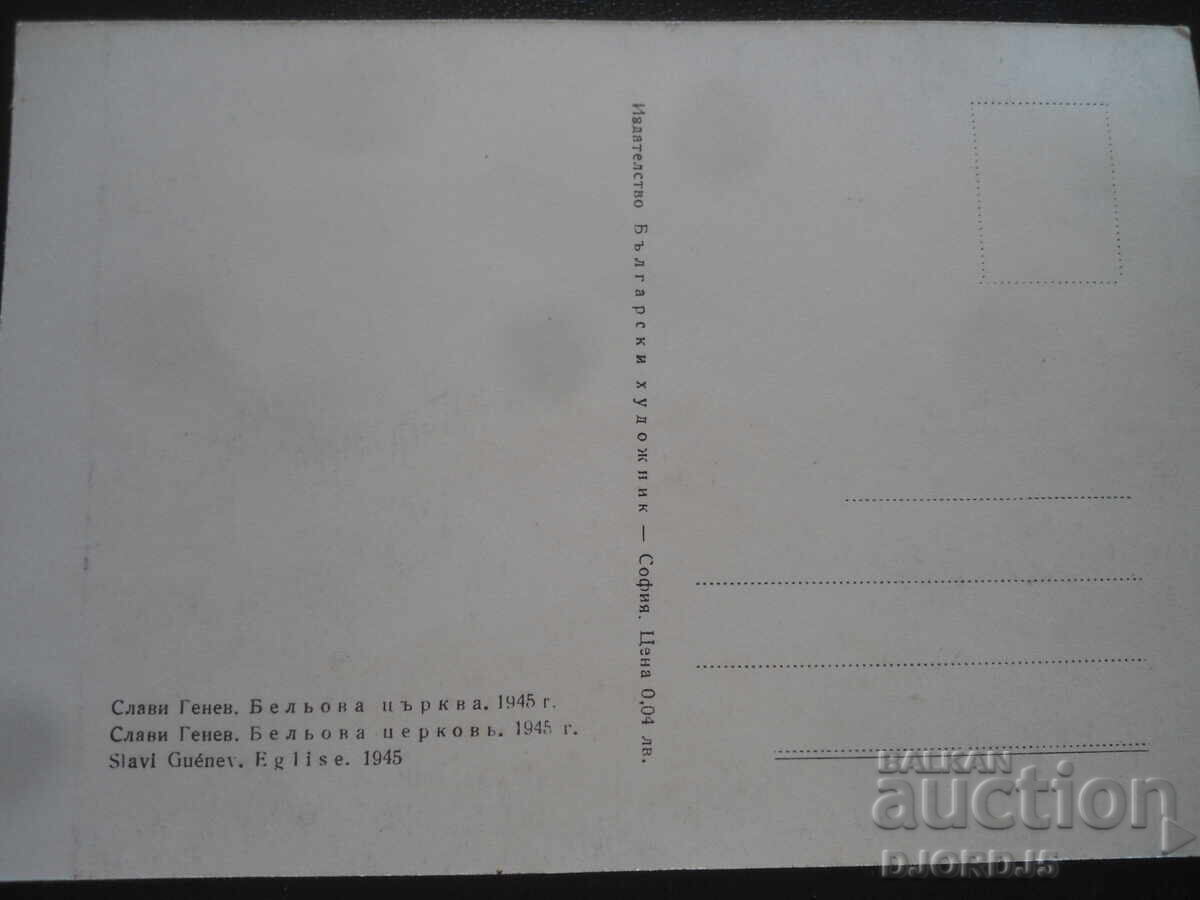 Издателство Български художник — София. Цена 0,04 лв.
Слави Генев. Бельова църква. 1945 г.
Слави Генев. Бельова церковь. 1945 г.
Slavi Guénev. Eglise. 1945
BALKAN
auction
DJORDJ5